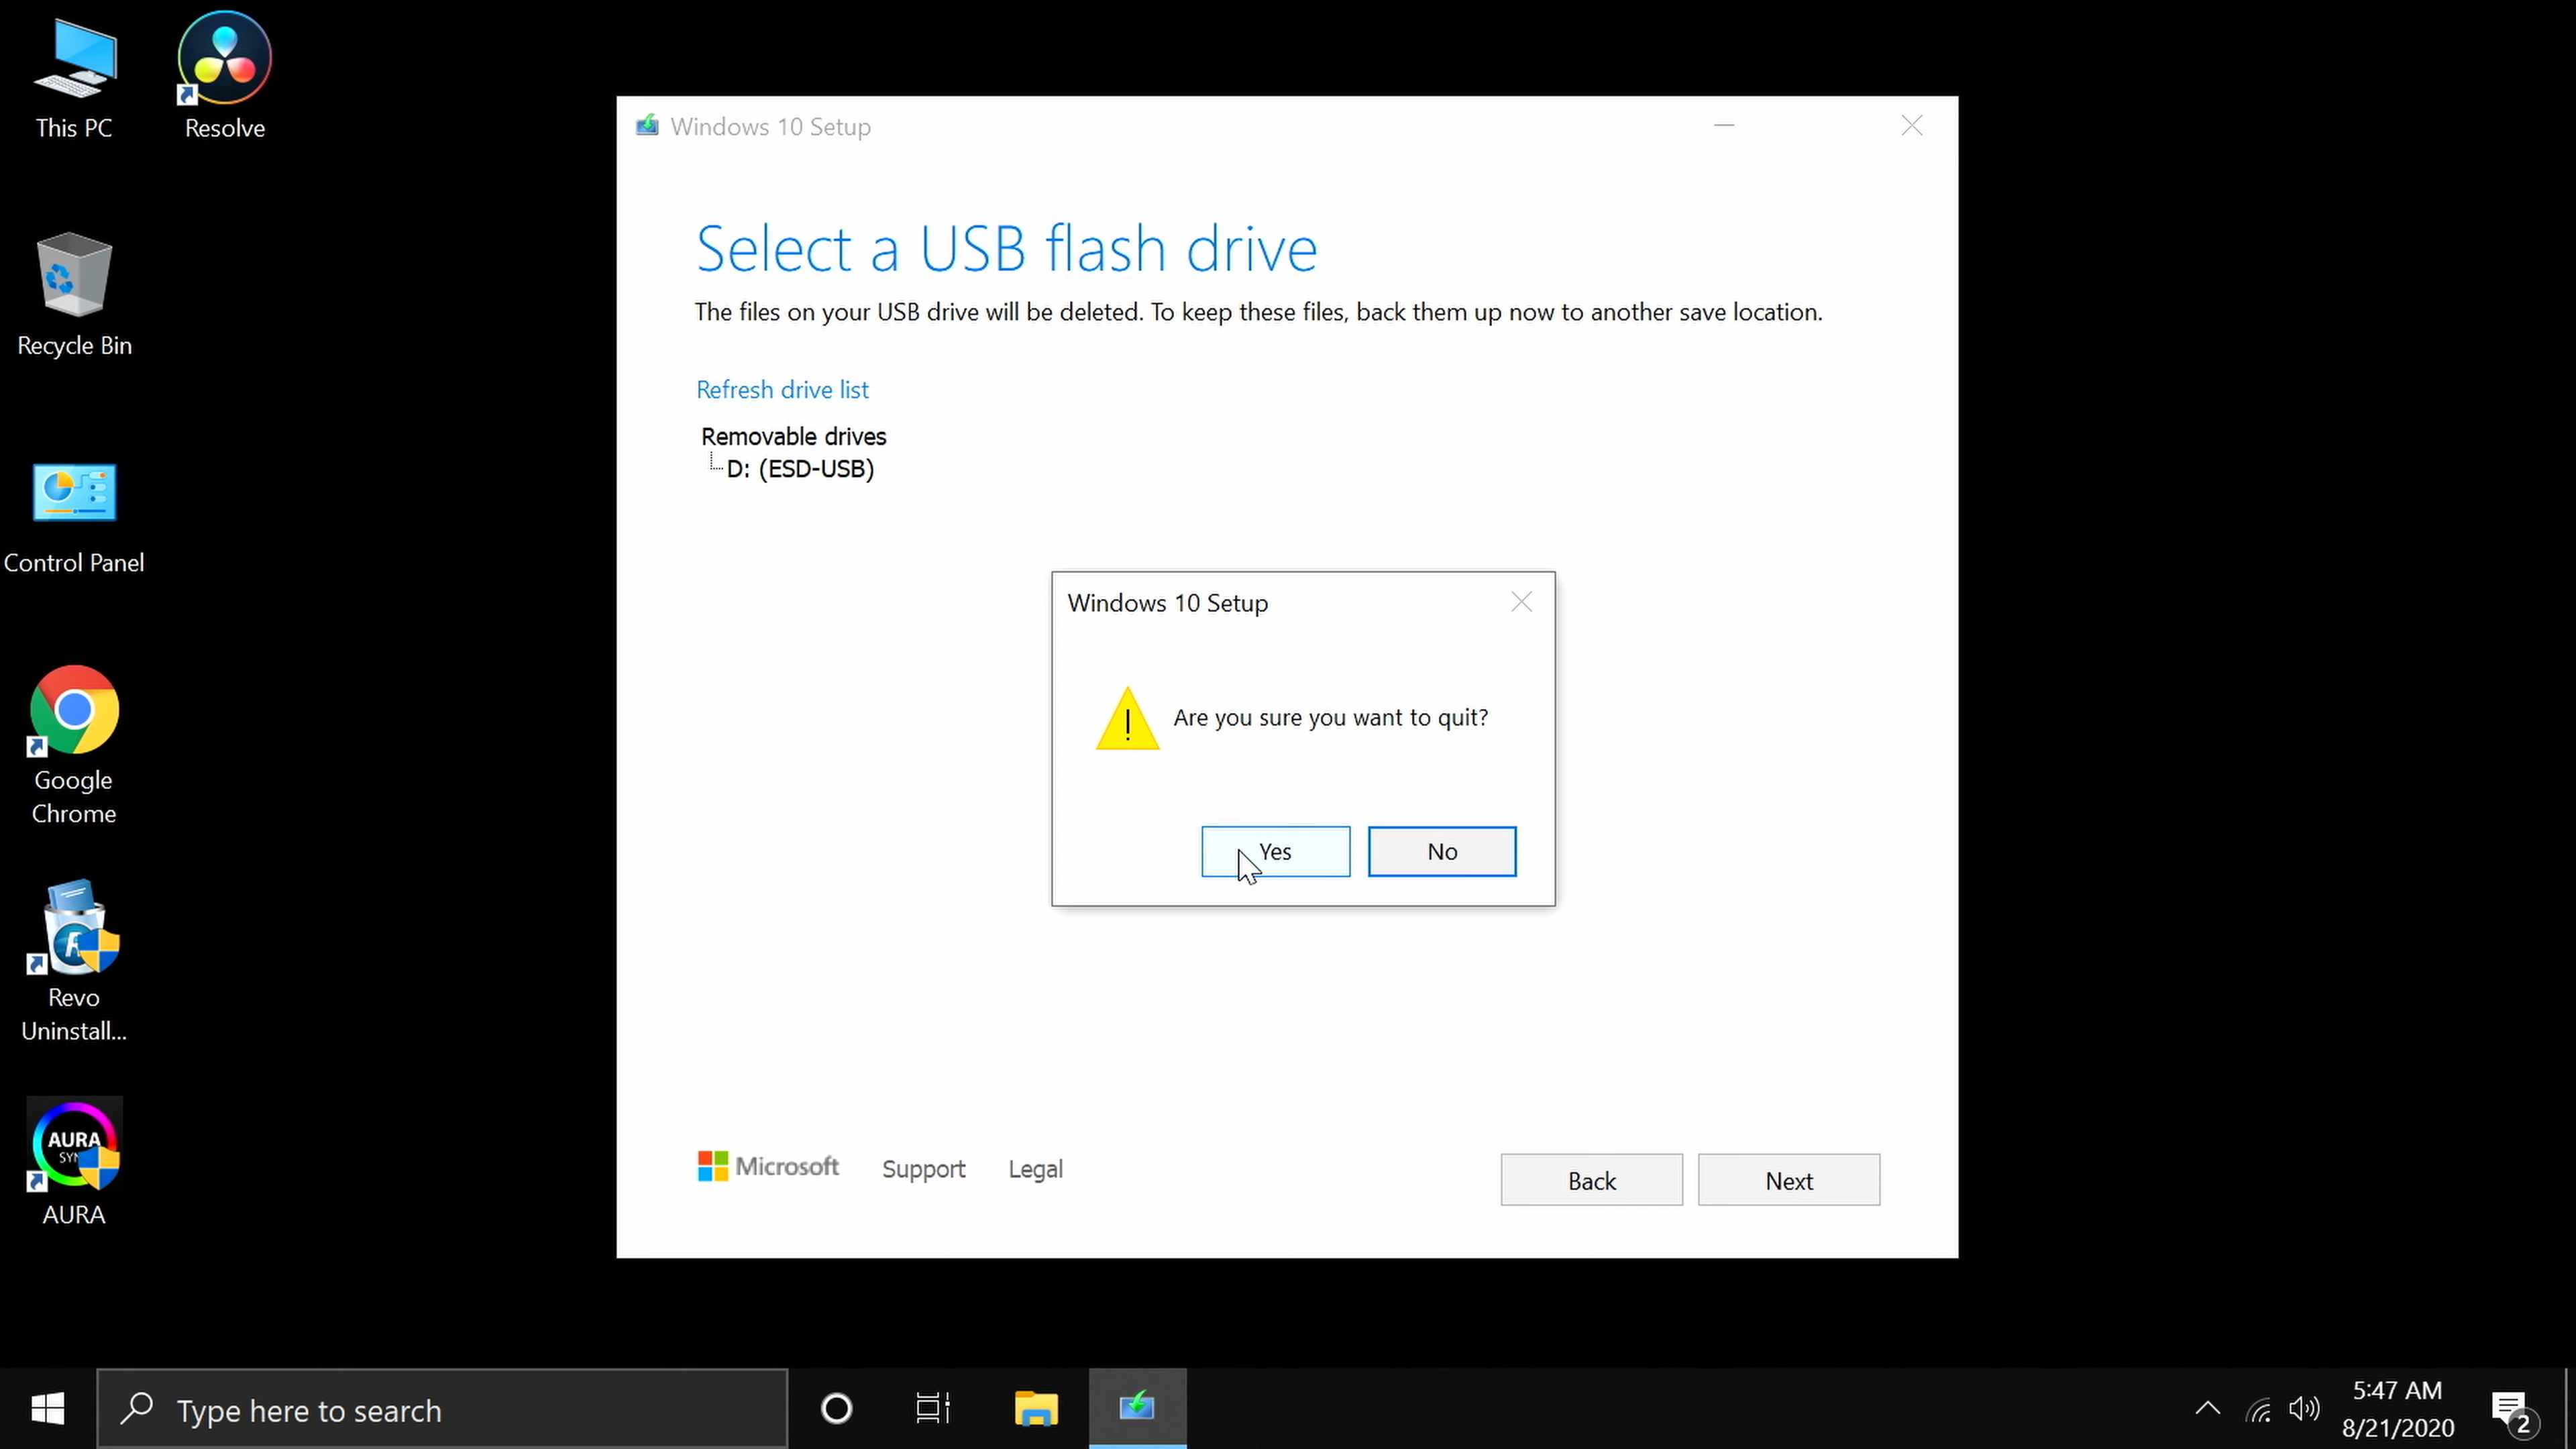 This PC
Resolve
Recycle Bin
Control Panel
Google
Chrome
Revo
Uninstall...
AURA
AURA
Windows 10 Setup
Select a USB flash drive
The files on your USB drive will be deleted. To keep these files, back them up now to another save location.
Refresh drive list
Removable drives
D: (ESD-USB)
Windows 10 Setup
!
Are you sure you want to quit?
Yes
No
Microsoft
Support
Legal
Back
Next
Type here to search
5:47 AM
8/21/2020
2